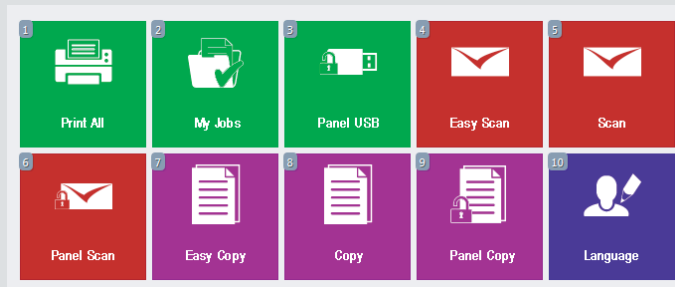 1
2
3
4
5
Print All
My Jobs
Panel USB
Easy Scan
Scan
6
7
8
9
10
Panel Scan
Easy Copy
Copy
Panel Copy
Language